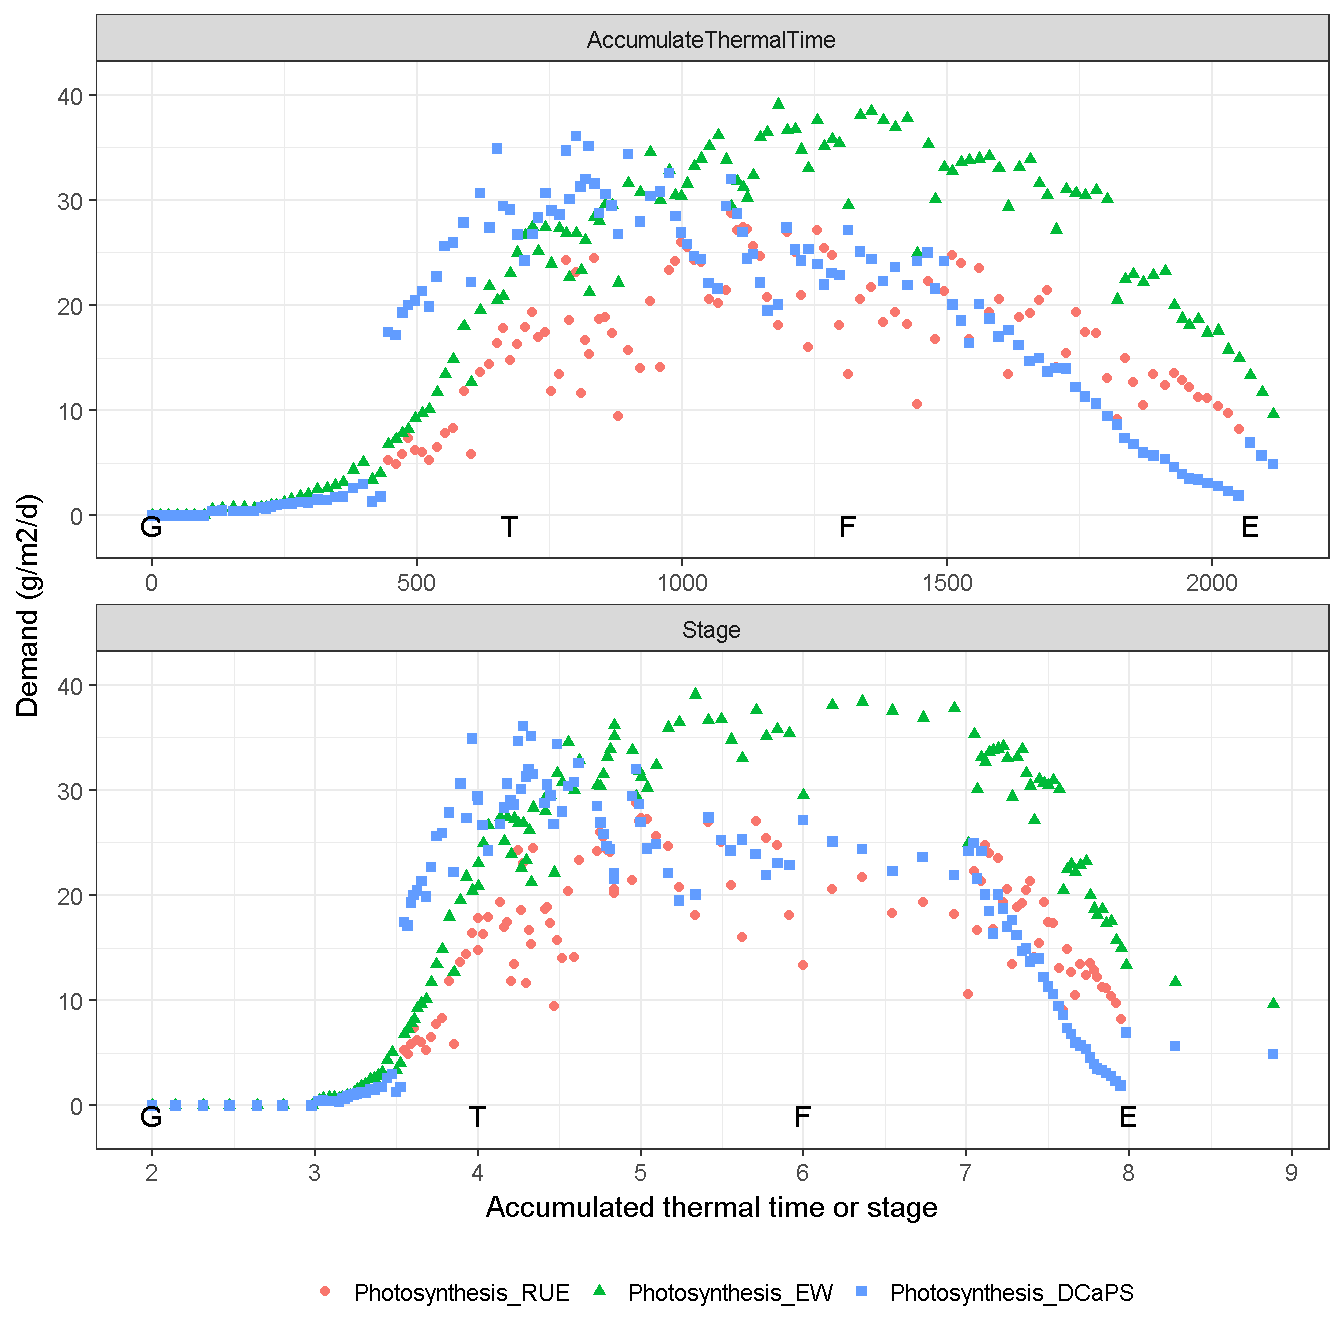 AccumulateThermalTime
40
30
20
10
0
G T F E
0 500 1000 1500 2000
Stage
40
30
20
10
0
G T F E
2 3 4 5 6 7 8 9
Demand (g/m2/d)
Accumulated thermal time or stage
Photosynthesis_RUE Photosynthesis_EW Photosynthesis_DCaPS